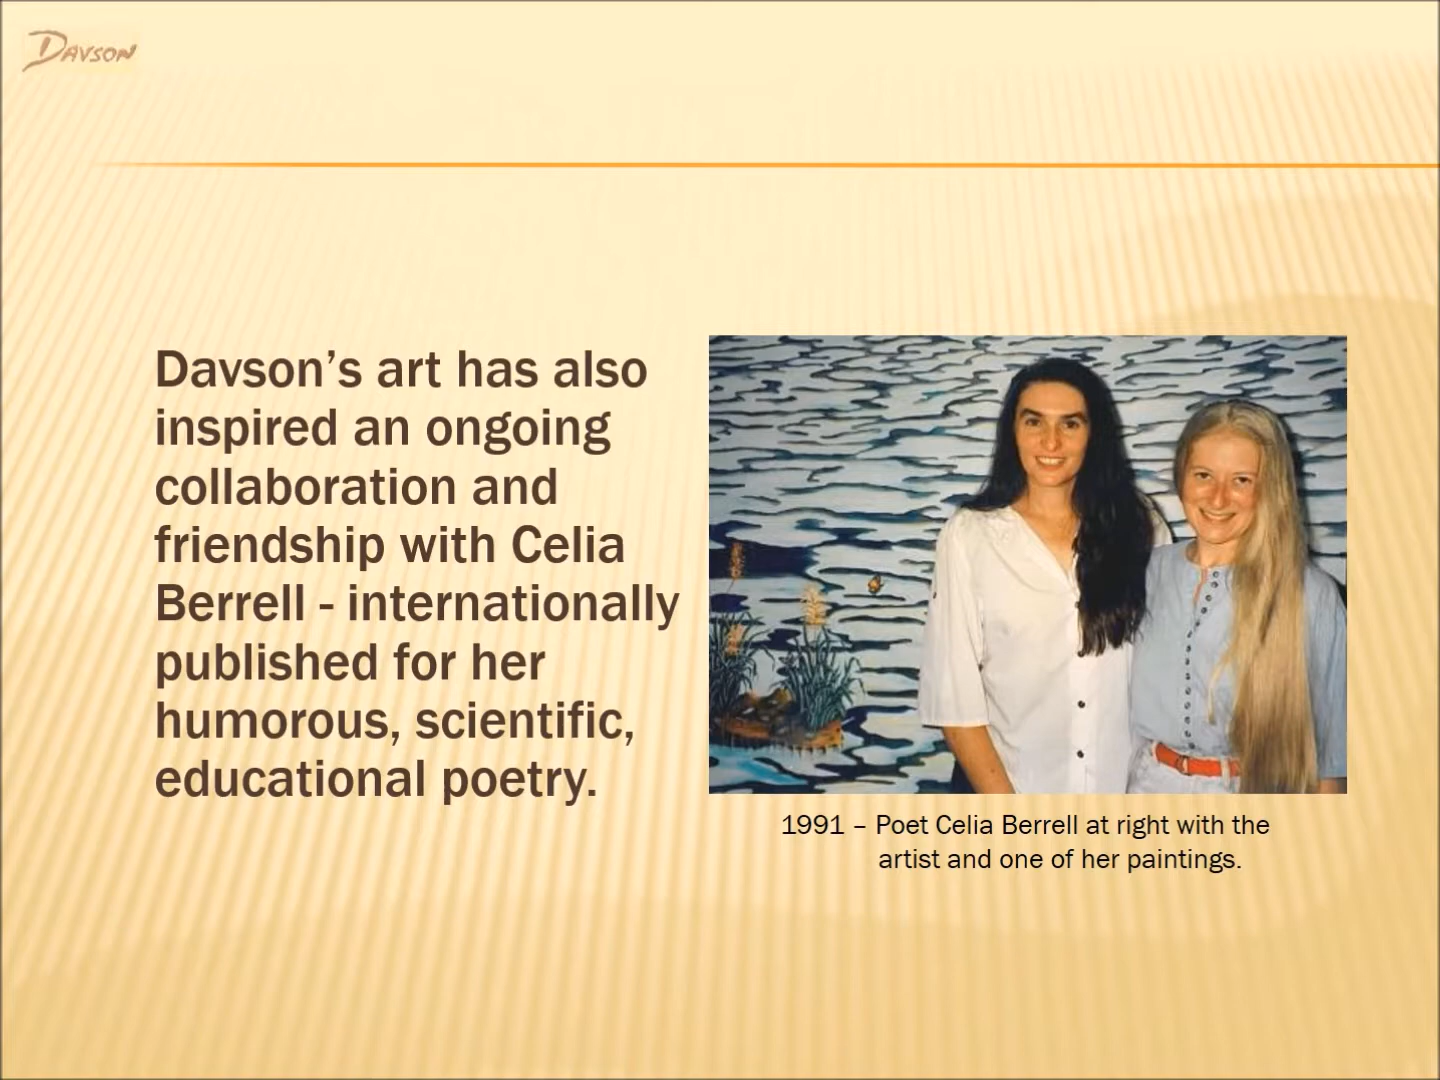 DAVSON
Davson’s art has also
inspired an ongoing
collaboration and
friendship with Celia
Berrell - internationally
published for her
humorous, scientific,
educational poetry.
1991 – Poet Celia Berrell at right with the
artist and one of her paintings.